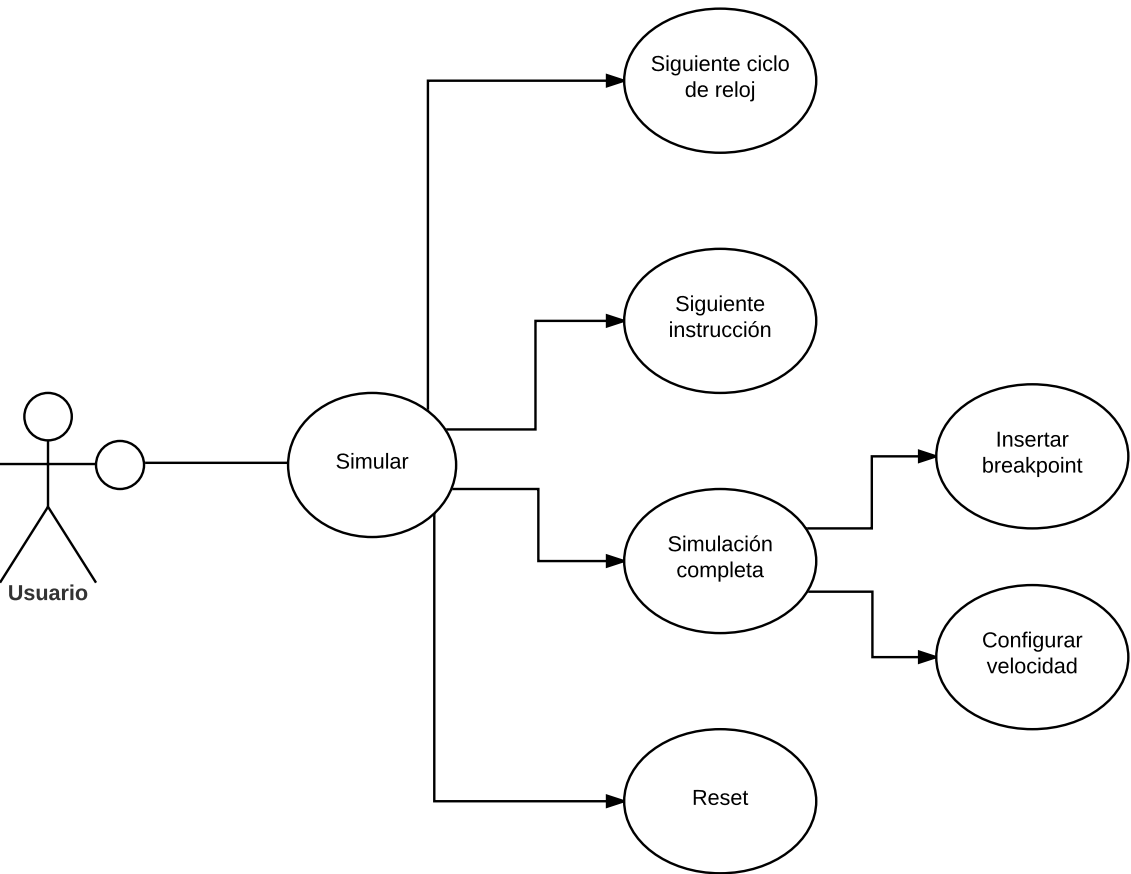 Siguiente ciclo
de reloj
Siguiente
instrucción
Simular
Usuario
Simulación
completa
Insertar
breakpoint
Configurar
velocidad
Reset